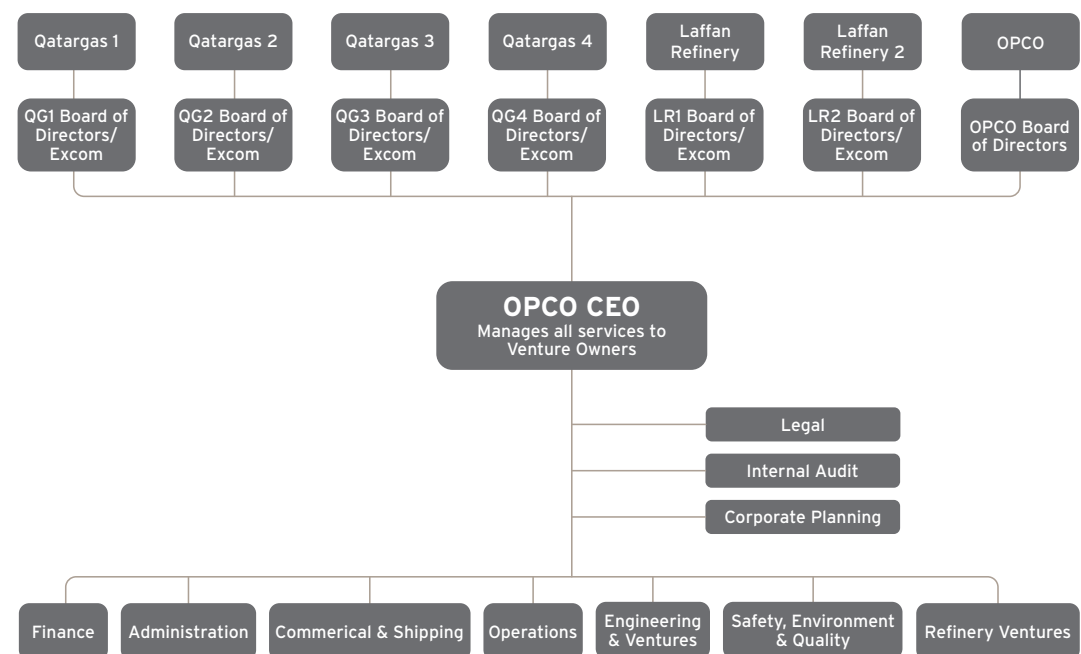 Qatargas 1
Qatargas 2
Qatargas 3
Qatargas 4
Laffan
Refinery
Laffan
Refinery 2
OPCO
QG1 Board of
Directors/
Excom
QG2 Board of
Directors/
Excom
QG3 Board of
Directors/
Excom
QG4 Board of
Directors/
Excom
LR1 Board of
Directors/
Excom
LR2 Board of
Directors/
Excom
OPCO Board
of Directors
OPCO CEO
Manages all services to
Venture Owners
Legal
Internal Audit
Corporate Planning
Finance
Administration
Commerical & Shipping
Operations
Engineering
& Ventures
Safety, Environment
& Quality
Refinery Ventures